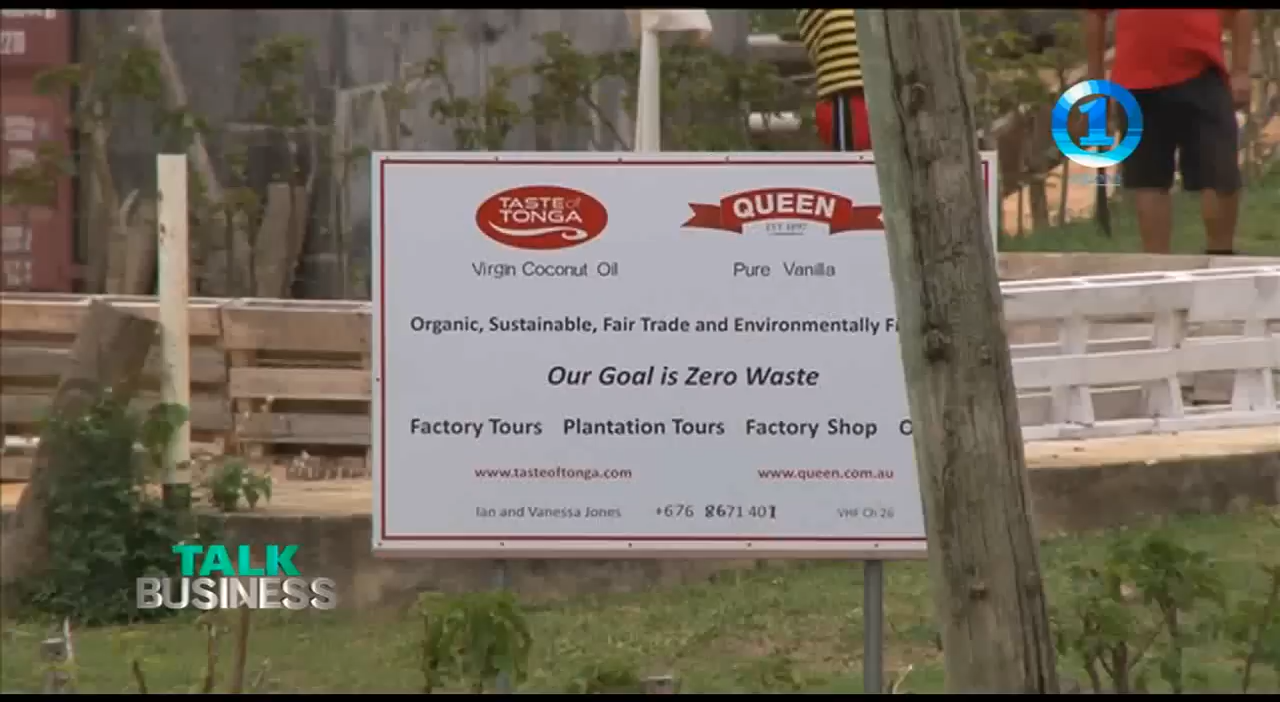 1
TASTE of
TONGA
QUEEN
EST 1897
Virgin Coconut Oil
Pure Vanilla
Organic, Sustainable, Fair Trade and Environmentally
Our Goal is Zero Waste
Factory Tours Plantation Tours Factory Shop
www.tasteoftonga.com
www.queen.com.au
Ian and Vanessa Jones +676 8671401 VHF Ch 26
TALK
BUSINESS